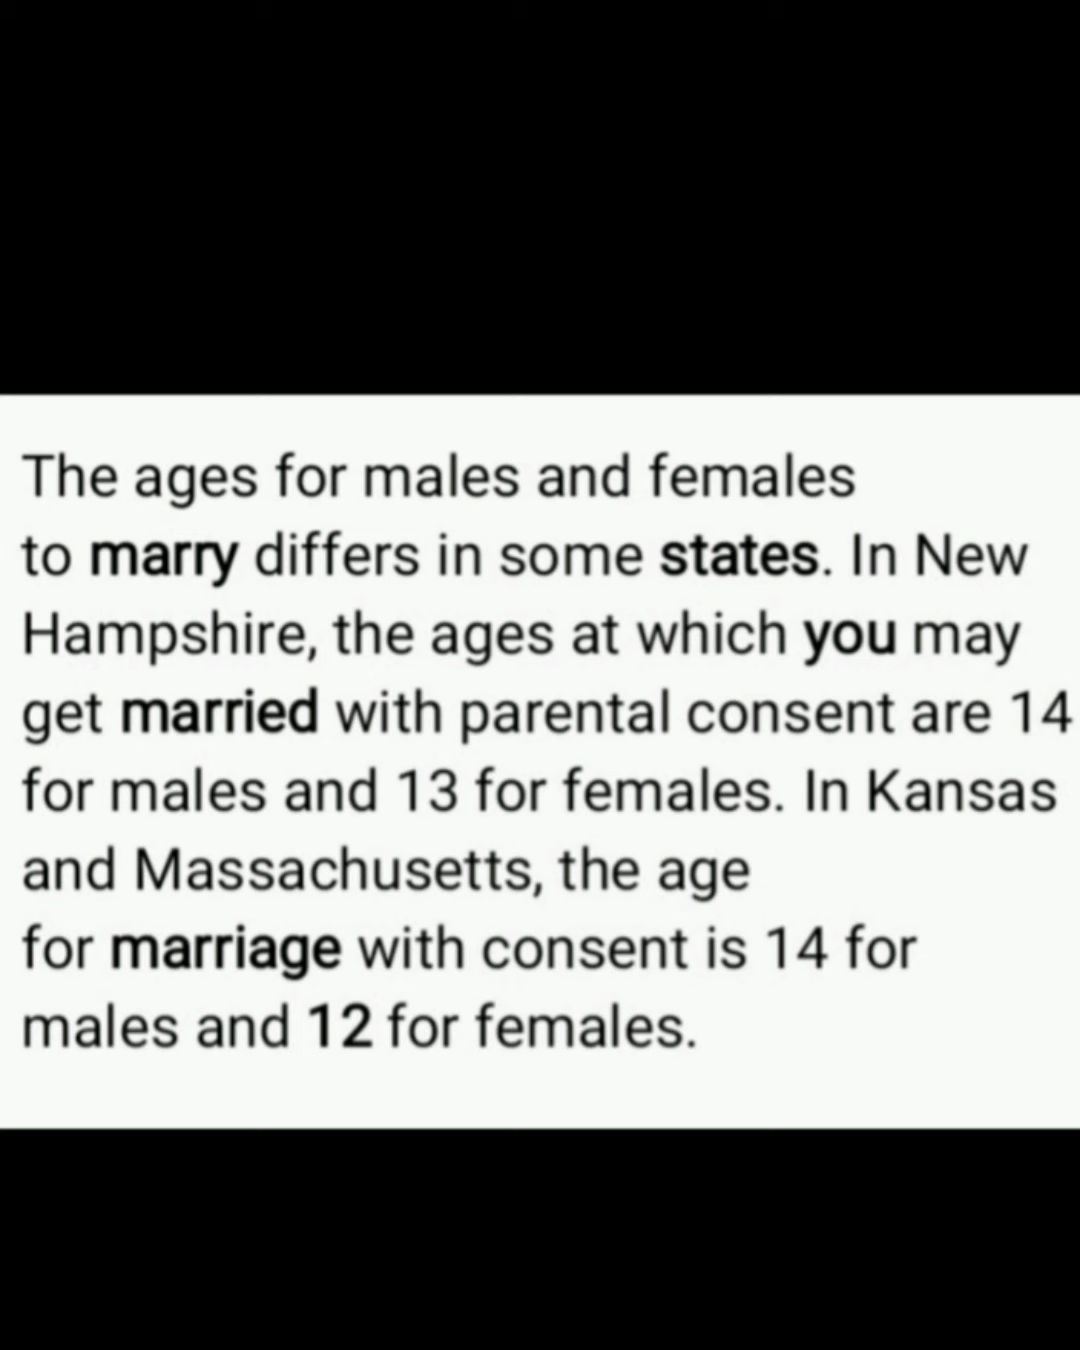 The ages for males and females
to marry differs in some states. In New
Hampshire, the ages at which you may
get married with parental consent are 14
for males and 13 for females. In Kansas
and Massachusetts, the age
for marriage with consent is 14 for
males and 12 for females.